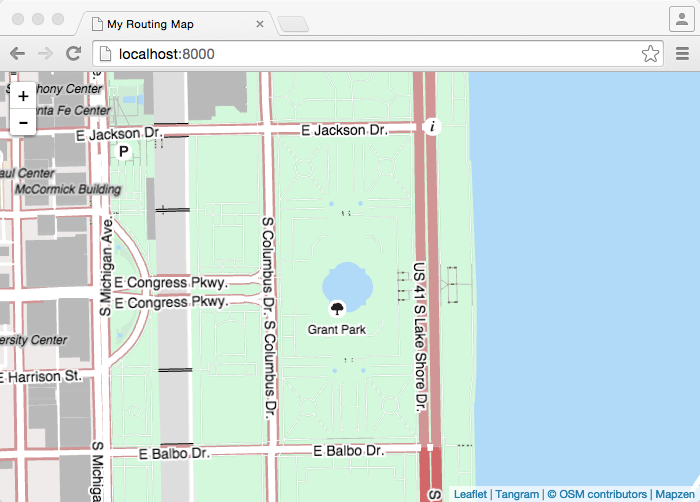 My Routing Map
localhost:8000
phony Center
+
anta Fe Center
−
E Jackson Dr.
E Jackson Dr.
i
P
aul Center
McCormick Building
S Michigan Ave.
S Columbus Dr.
S Columbus Dr.
US 41 S Lake Shore Dr.
E Congress Pkwy.
E Congress Pkwy.
Grant Park
ersity Center
E Harrison St.
S Michiga
E Balbo Dr.
E Balbo Dr.
S
Leaflet | Tangram | © OSM contributors | Mapzen